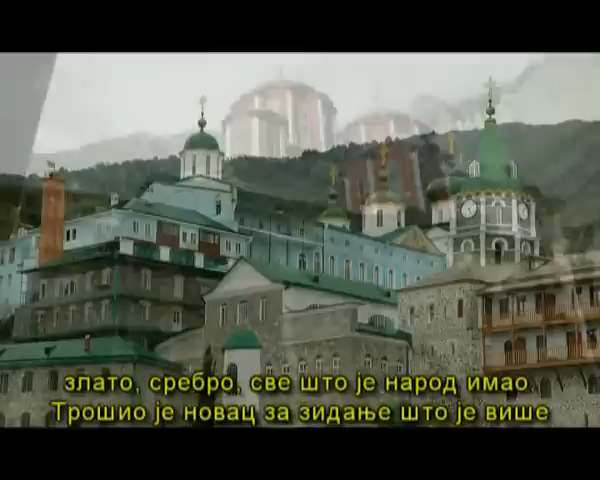 злато, сребро, све што је народ имао
Трошио је новац за зидање што је више